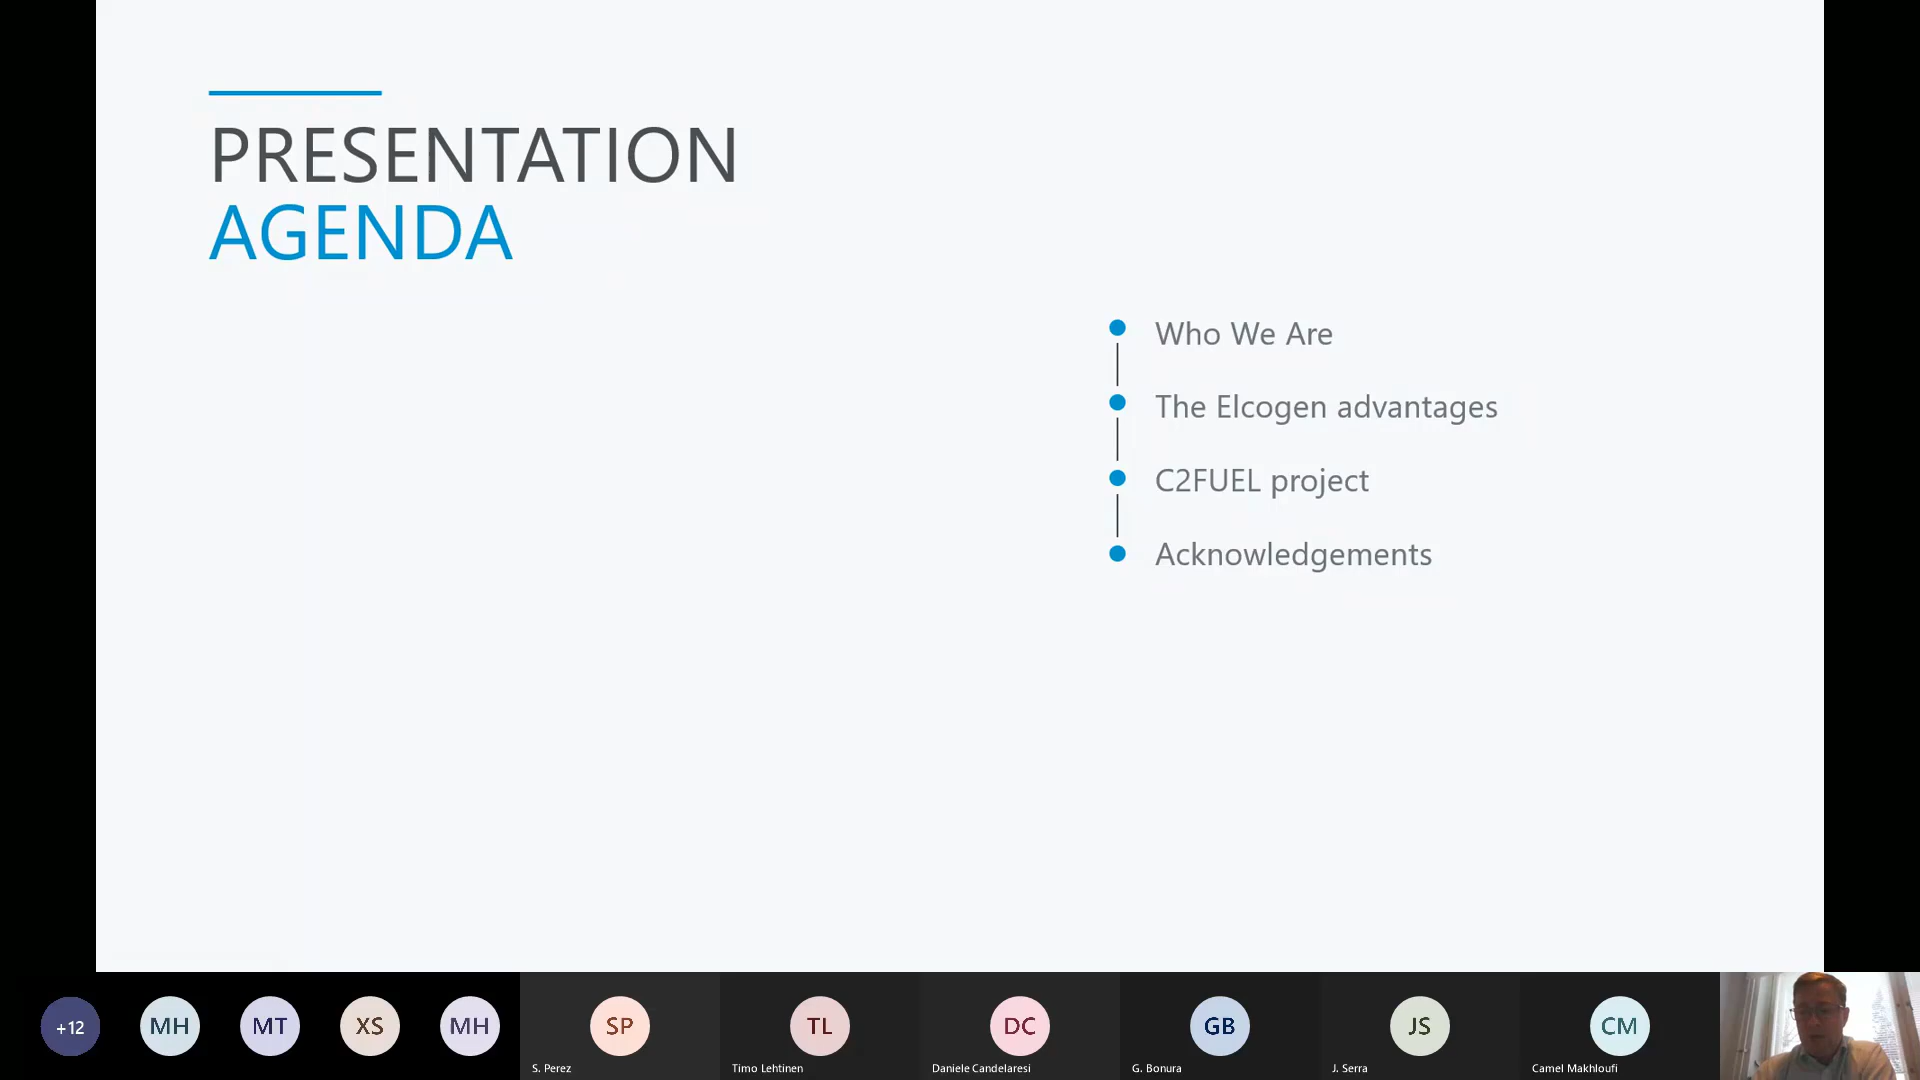 PRESENTATION
AGENDA
Who We Are
The Elcogen advantages
C2FUEL project
Acknowledgements
+12
MH
MT
XS
MH
SP
TL
DC
GB
JS
CM
S. Perez
Timo Lehtinen
Daniele Candelaresi
G. Bonura
J. Serra
Camel Makhloufi